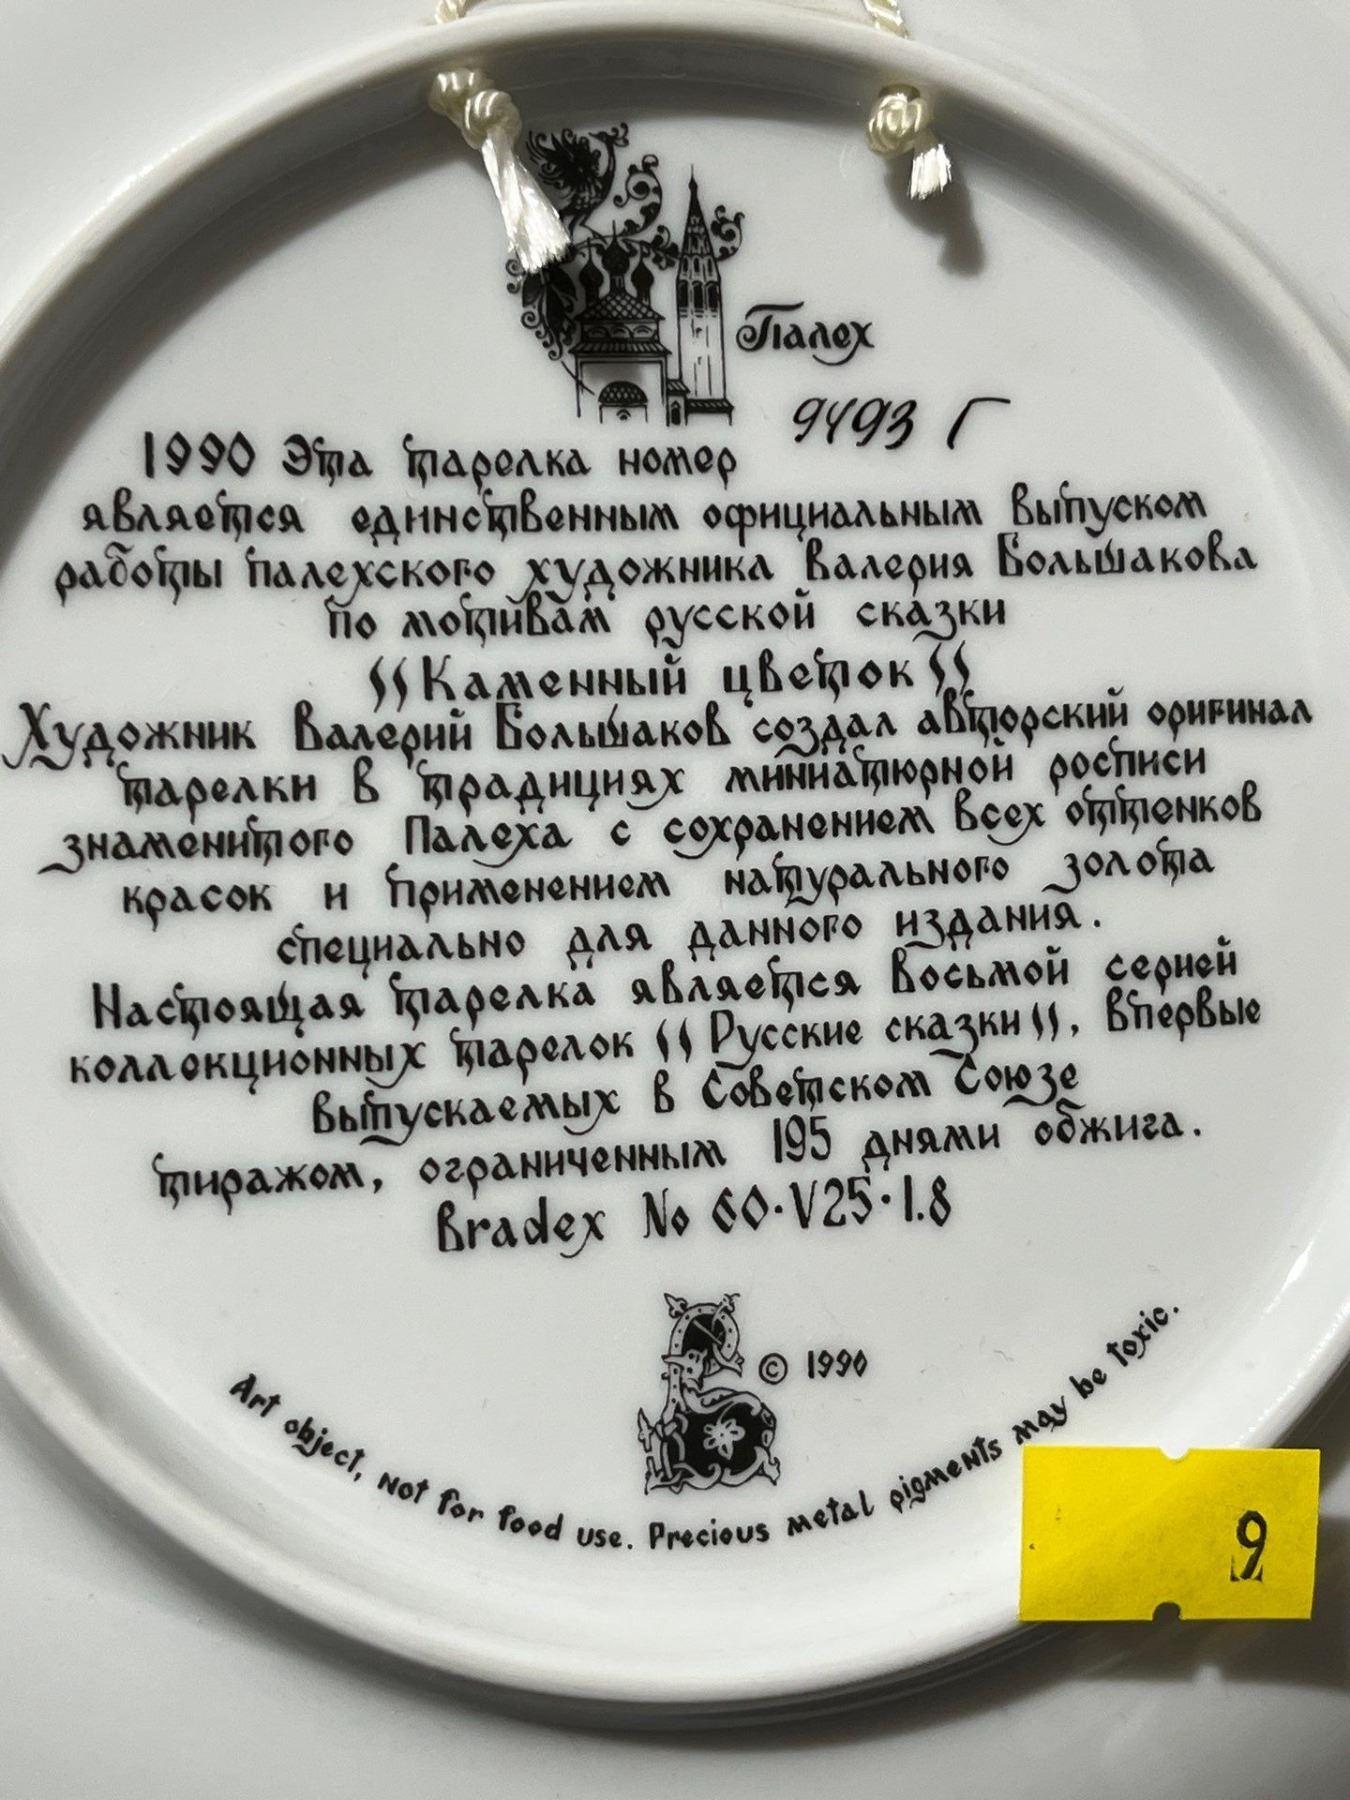 Палех
9493 Г
1990 Эта тарелка номер
является единственным официальным выпуском
работы палехского художника Валерия Большакова
по мотивам русской сказки
"Каменный цветок"
Художник Валерий Большаков создал авторский оригинал
тарелки в традициях миниатюрной росписи
знаменитого Палеха с сохранением всех оттенков
красок и применением натурального золота
специально для данного издания.
Настоящая тарелка является восьмой серией
коллекционных тарелок "Русские сказки", впервые
выпускаемых в Советском Союзе
тиражом, ограниченным 195 днями обжига.
Bradex No 60·V25·1.8
© 1990
Art object, not for food use. Precious metal pigments may be toxic.
9